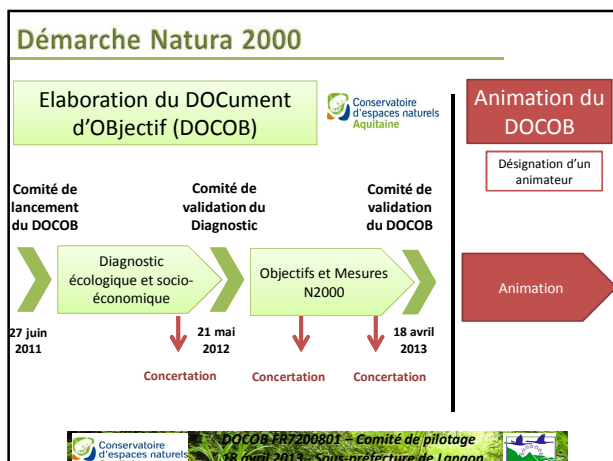 Démarche Natura 2000
Elaboration du DOCument
d'OBjectif (DOCOB)
Conservatoire
d'espaces naturels
Aquitaine
Animation du
DOCOB
Désignation d'un
animateur
Comité de
lancement
du DOCOB
Comité de
validation du
Diagnostic
Comité de
validation
du DOCOB
Diagnostic
écologique et socio-
économique
Objectifs et Mesures
N2000
Animation
27 juin
2011
21 mai
2012
18 avril
2013
Concertation
Concertation
Concertation
Conservatoire
d'espaces naturels
Aquitaine
DOCOB FR7200801 – Comité de pilotage
18 avril 2013 - Sous-préfecture de Langon